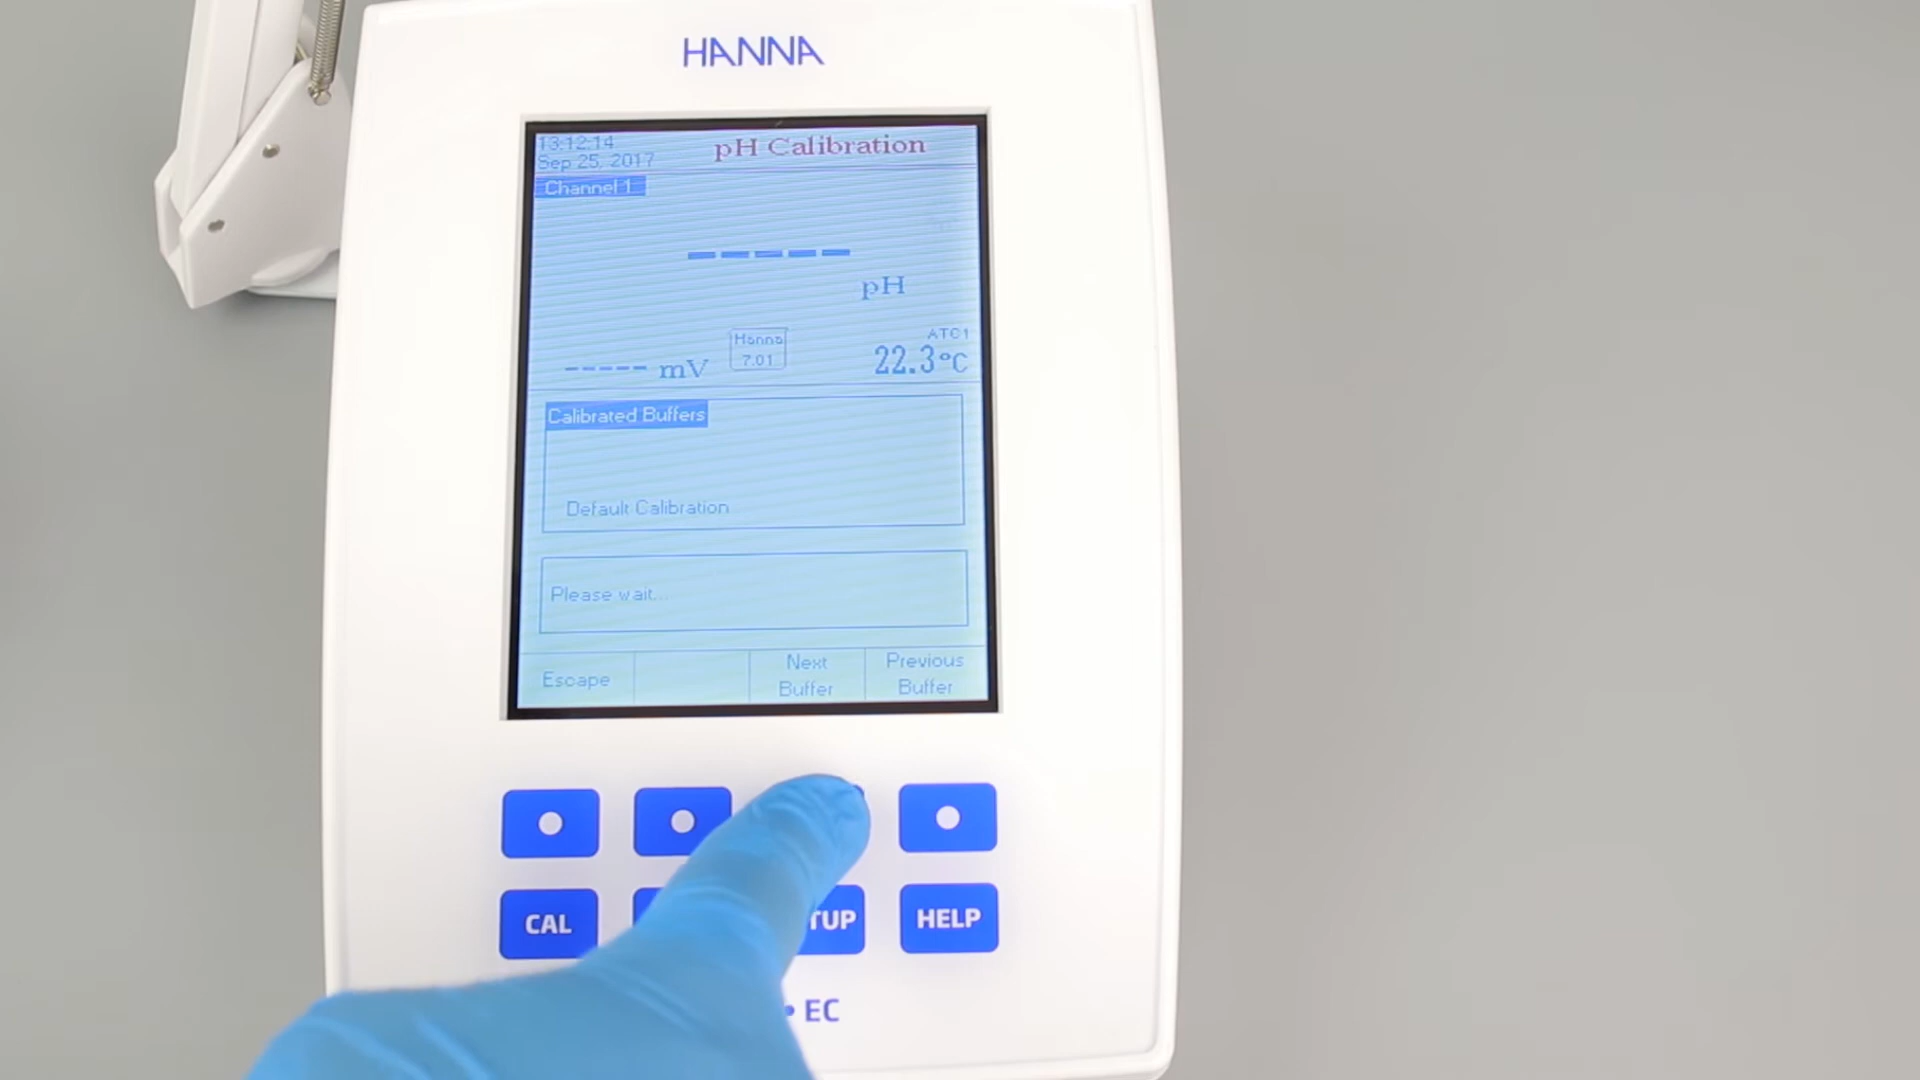 HANNA
13:12:14
Sep 25, 2017
pH Calibration
Channel 1
-----
pH
----- mV
Hanna
7.01
ATC1
22.3°C
Calibrated Buffers
Default Calibration
Please wait...
Escape
Next
Buffer
Previous
Buffer
CAL
TUP
HELP
• EC